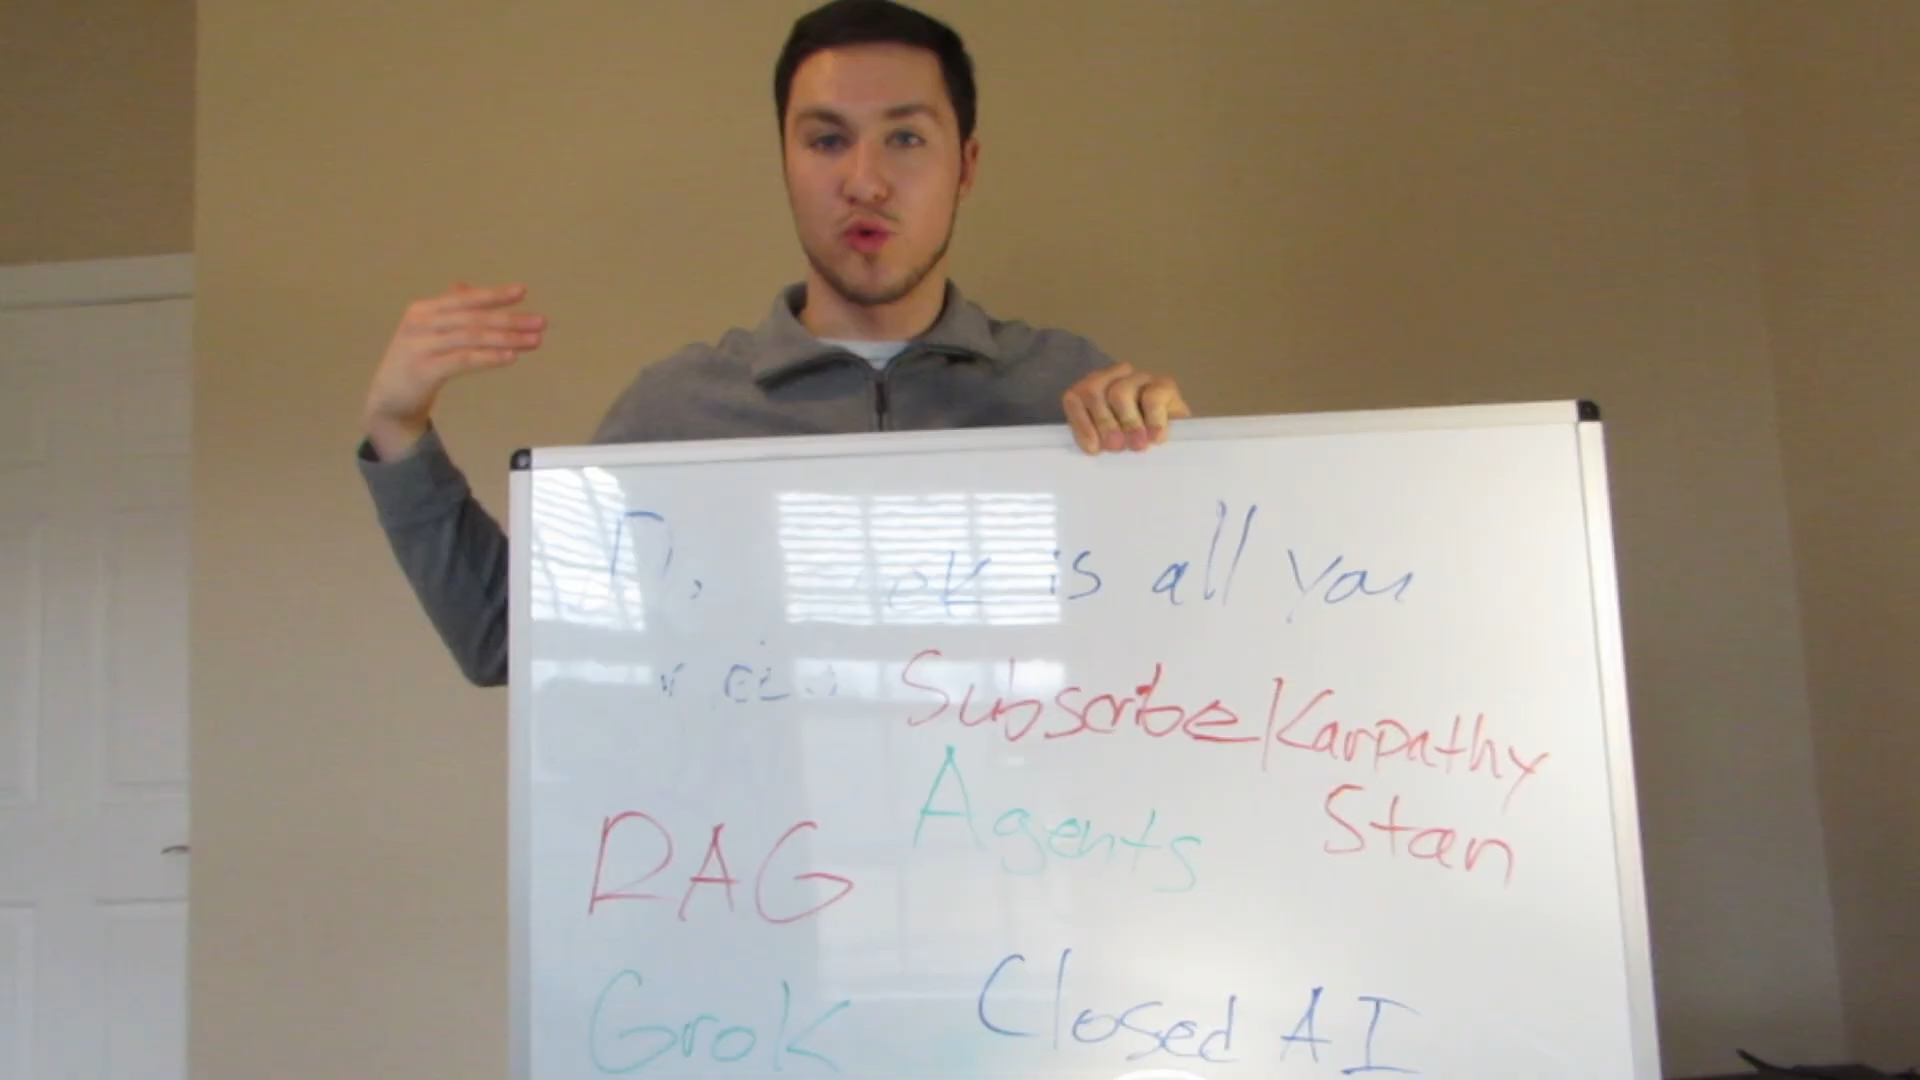 is all you
Subscribe/Karpathy
Stan
Agents
RAG
Grok
Closed AI